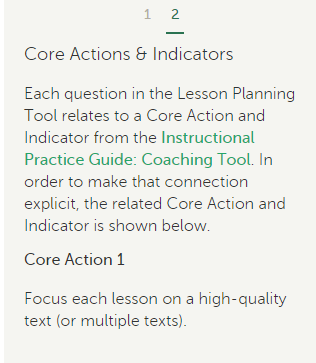 1 2
Core Actions & Indicators
Each question in the Lesson Planning
Tool relates to a Core Action and
Indicator from the Instructional
Practice Guide: Coaching Tool. In
order to make that connection
explicit, the related Core Action and
Indicator is shown below.
Core Action 1
Focus each lesson on a high-quality
text (or multiple texts).